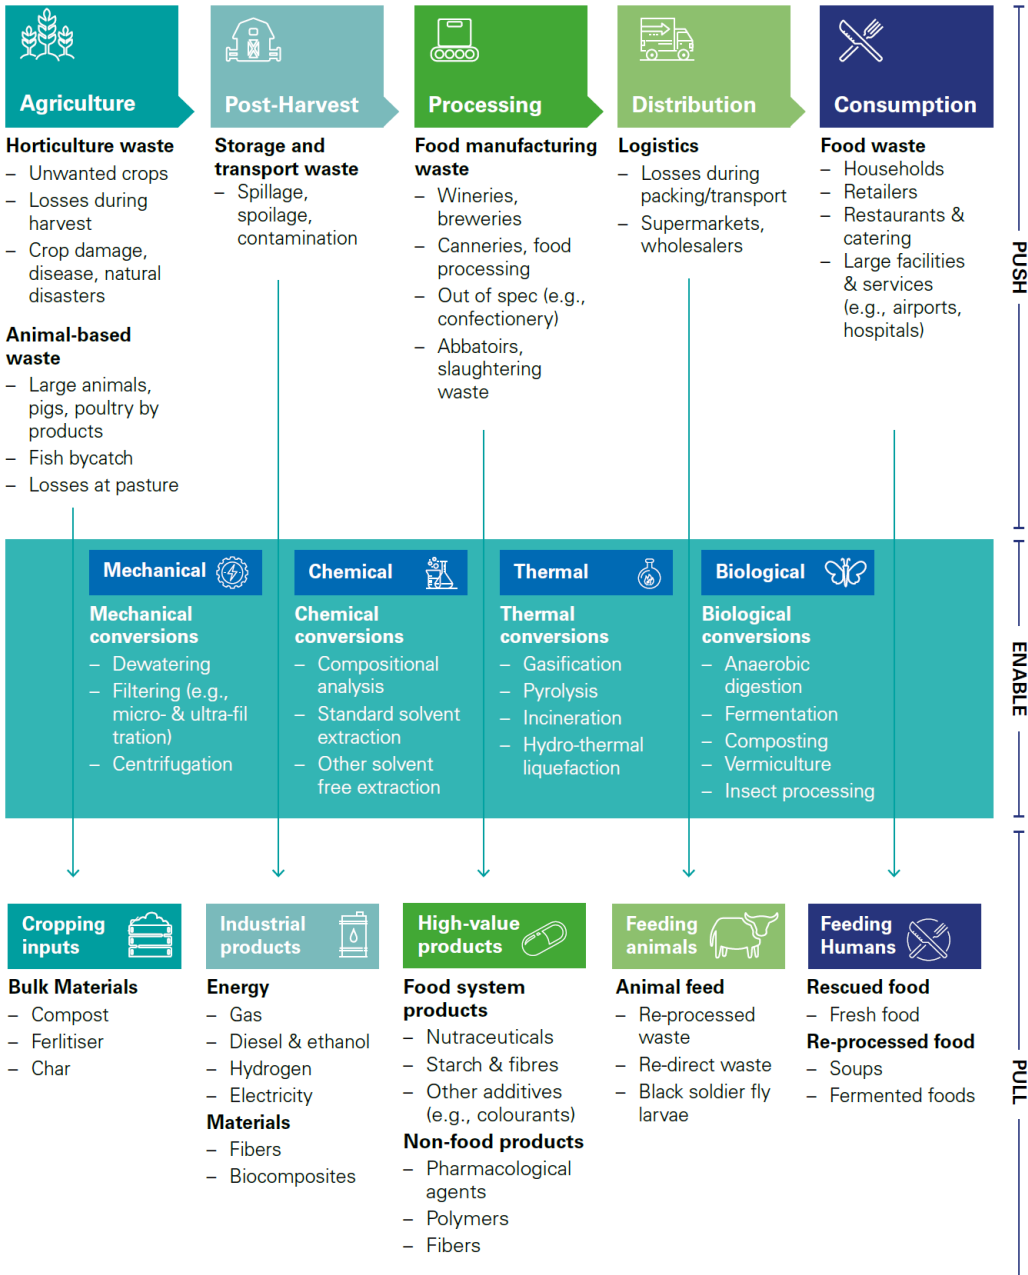 Agriculture
Post-Harvest
Processing
Distribution
Consumption
Horticulture waste
– Unwanted crops
– Losses during
harvest
– Crop damage,
disease, natural
disasters
Animal-based
waste
– Large animals,
pigs, poultry by
products
– Fish bycatch
– Losses at pasture
Storage and
transport waste
– Spillage,
spoilage,
contamination
Food manufacturing
waste
– Wineries,
breweries
– Canneries, food
processing
– Out of spec (e.g.,
confectionery)
– Abbatoirs,
slaughtering
waste
Logistics
– Losses during
packing/transport
– Supermarkets,
wholesalers
Food waste
– Households
– Retailers
– Restaurants &
catering
– Large facilities
& services
(e.g., airports,
hospitals)
PUSH
Mechanical
Mechanical
conversions
– Dewatering
– Filtering (e.g.,
micro- & ultra-fil
tration)
– Centrifugation
Chemical
Chemical
conversions
– Compositional
analysis
– Standard solvent
extraction
– Other solvent
free extraction
Thermal
Thermal
conversions
– Gasification
– Pyrolysis
– Incineration
– Hydro-thermal
liquefaction
Biological
Biological
conversions
– Anaerobic
digestion
– Fermentation
– Composting
– Vermiculture
– Insect processing
ENABLE
Cropping
inputs
Bulk Materials
– Compost
– Ferlitiser
– Char
Industrial
products
Energy
– Gas
– Diesel & ethanol
– Hydrogen
– Electricity
Materials
– Fibers
– Biocomposites
High-value
products
Food system
products
– Nutraceuticals
– Starch & fibres
– Other additives
(e.g., colourants)
Non-food products
– Pharmacological
agents
– Polymers
– Fibers
Feeding
animals
Animal feed
– Re-processed
waste
– Re-direct waste
– Black soldier fly
larvae
Feeding
Humans
Rescued food
– Fresh food
Re-processed food
– Soups
– Fermented foods
PULL